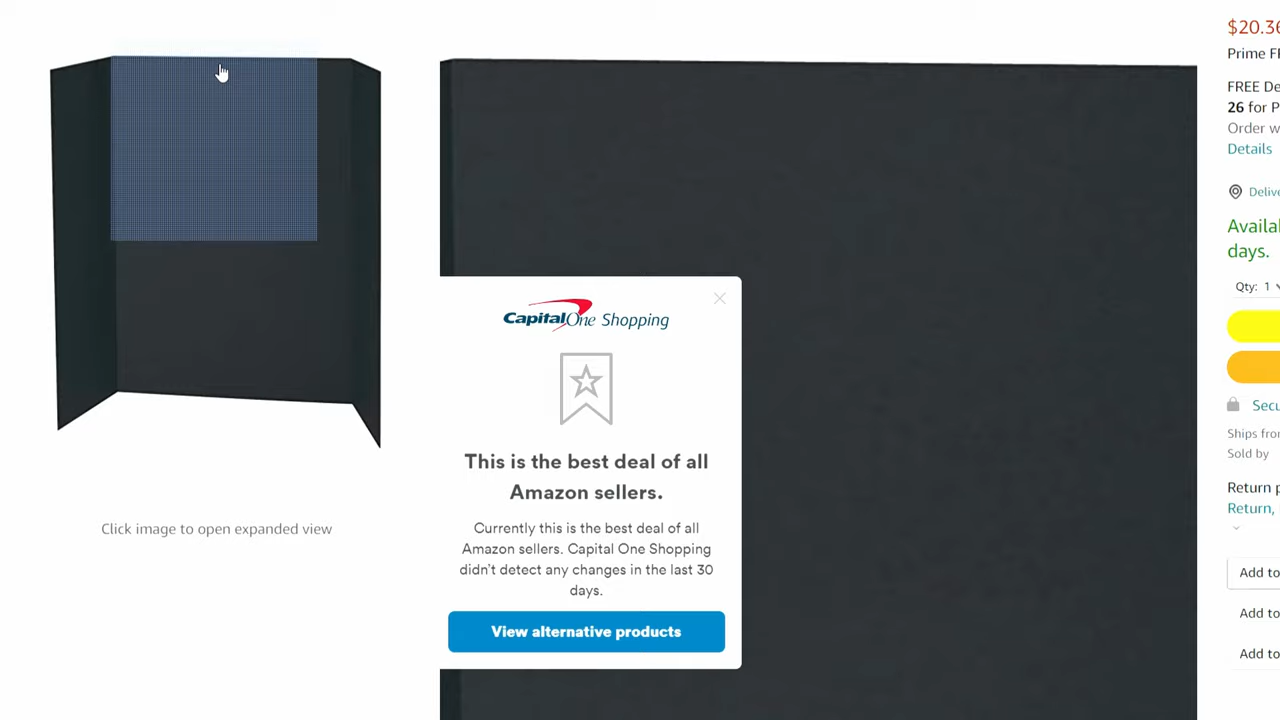 $20.36
Prime F
FREE De
26 for P
Order w
Details
Delive
Availa
days.
Qty: 1
Secu
Ships fro
Sold by
Return p
Return,
Add to
Add to
Add to
Click image to open expanded view
CapitalOne Shopping
This is the best deal of all
Amazon sellers.
Currently this is the best deal of all
Amazon sellers. Capital One Shopping
didn't detect any changes in the last 30
days.
View alternative products